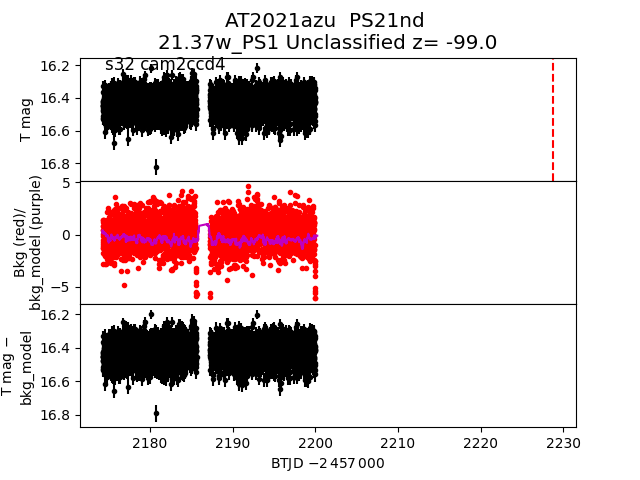 AT2021azu  PS21nd
21.37w_PS1 Unclassified z= -99.0
s32 cam2ccd4
16.2
16.4
16.6
16.8
T mag
5
0
−5
Bkg (red)/
bkg_model (purple)
16.2
16.4
16.6
16.8
T mag −
bkg_model
2180
2190
2200
2210
2220
2230
BTJD −2 457 000